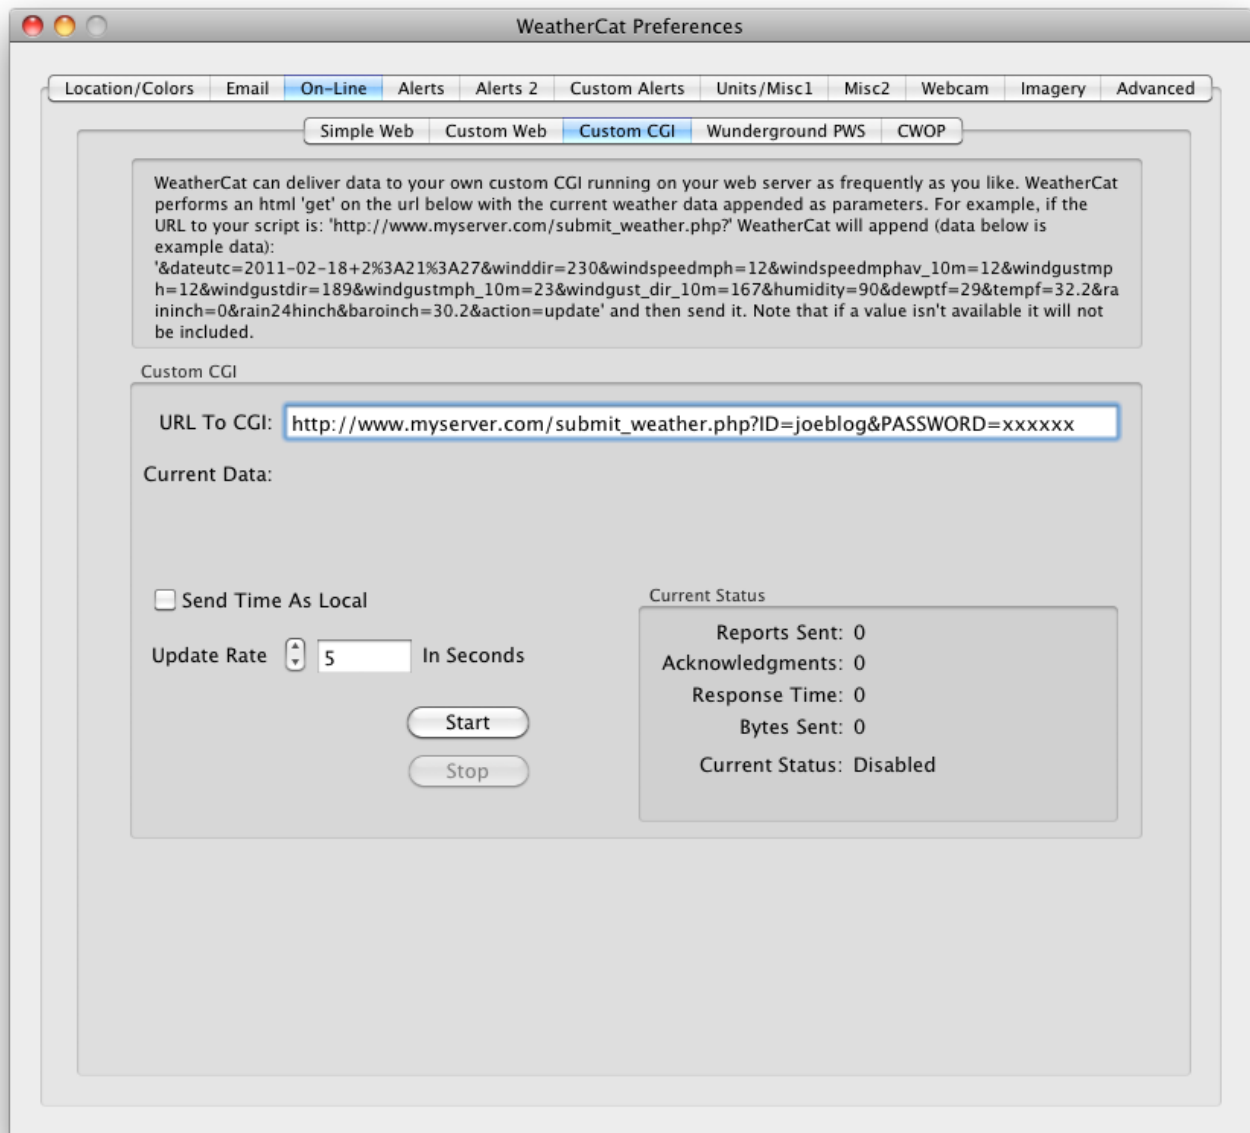 WeatherCat Preferences
Location/Colors Email On-Line Alerts Alerts 2 Custom Alerts Units/Misc1 Misc2 Webcam Imagery Advanced
Simple Web Custom Web Custom CGI Wunderground PWS CWOP
WeatherCat can deliver data to your own custom CGI running on your web server as frequently as you like. WeatherCat
performs an html 'get' on the url below with the current weather data appended as parameters. For example, if the
URL to your script is: 'http://www.myserver.com/submit_weather.php?' WeatherCat will append (data below is
example data):
'&dateutc=2011-02-18+2%3A21%3A27&winddir=230&windspeedmph=12&windspeedmphav_10m=12&windgustmp
h=12&windgustdir=189&windgustmph_10m=23&windgust_dir_10m=167&humidity=90&dewptf=29&tempf=32.2&ra
ininch=0&rain24hinch&baroinch=30.2&action=update' and then send it. Note that if a value isn't available it will not
be included.
Custom CGI
URL To CGI: http://www.myserver.com/submit_weather.php?ID=joeblog&PASSWORD=xxxxxx
Current Data:
Send Time As Local
Update Rate 5 In Seconds
Start
Stop
Current Status
Reports Sent: 0
Acknowledgments: 0
Response Time: 0
Bytes Sent: 0
Current Status: Disabled